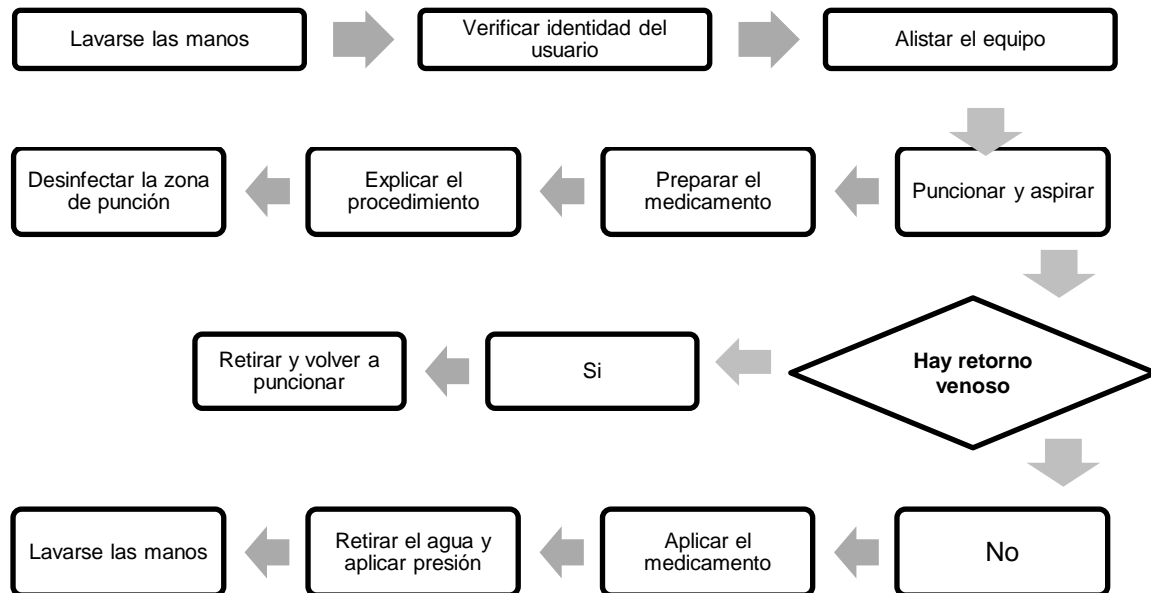 Lavarse las manos
Verificar identidad del
usuario
Alistar el equipo
Desinfectar la zona
de punción
Explicar el
procedimiento
Preparar el
medicamento
Puncionar y aspirar
Retirar y volver a
puncionar
Si
Hay retorno
venoso
Lavarse las manos
Retirar el agua y
aplicar presión
Aplicar el
medicamento
No